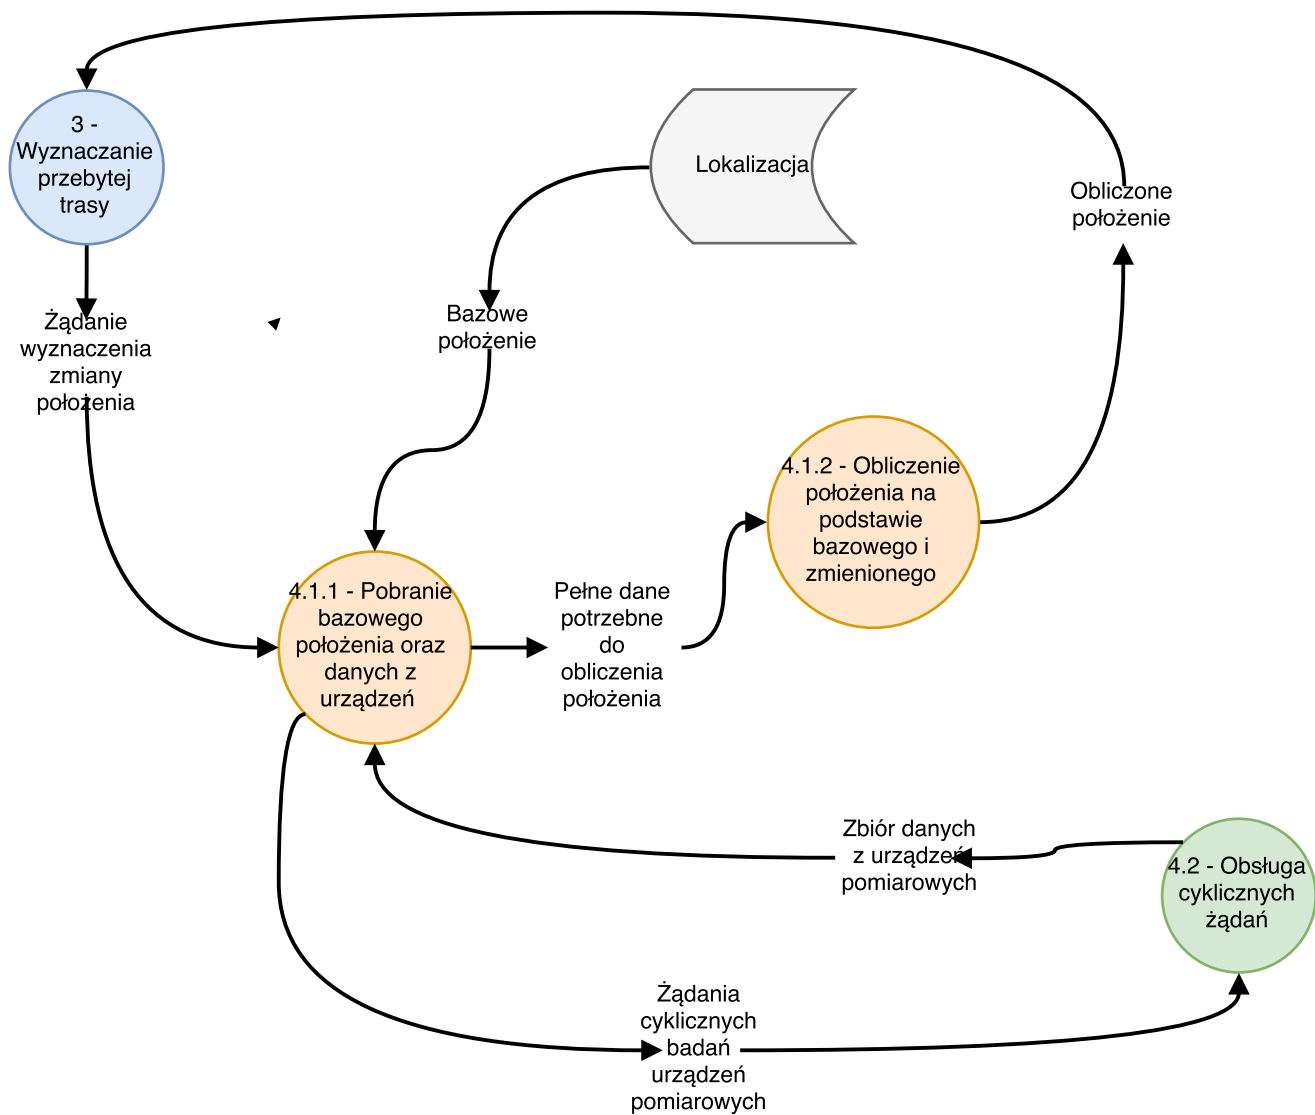 3 -
Wyznaczanie
przebytej
trasy
Lokalizacja
Obliczone
położenie
Żądanie
wyznaczenia
zmiany
położenia
Bazowe
położenie
4.1.2 - Obliczenie
położenia na
podstawie
bazowego i
zmienionego
4.1.1 - Pobranie
bazowego
położenia oraz
danych z
urządzeń
Pełne dane
potrzebne
do
obliczenia
położenia
Zbiór danych
z urządzeń
pomiarowych
4.2 - Obsługa
cyklicznych
żądań
Żądania
cyklicznych
badań
urządzeń
pomiarowych